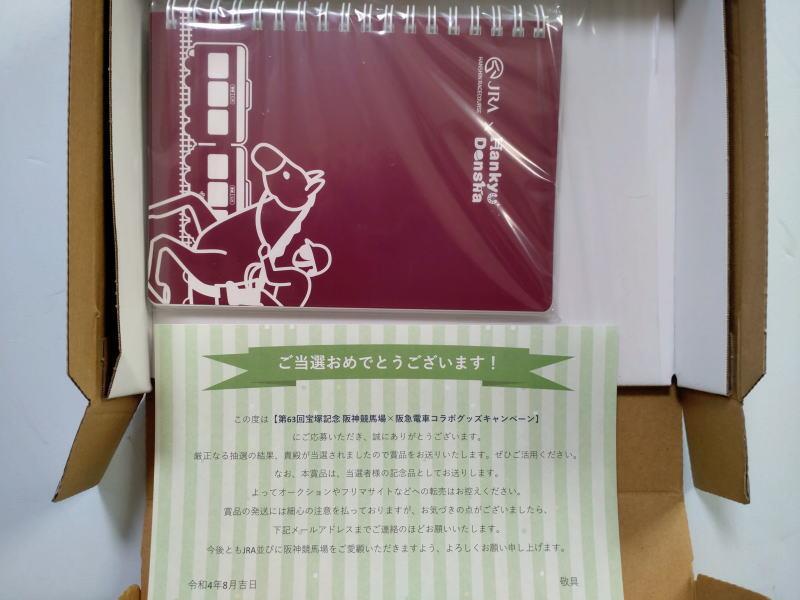 JRA
HANSHIN RACECOURSE
×
Hankyu
Densha
ご当選おめでとうございます！
この度は【第63回宝塚記念 阪神競馬場×阪急電車コラボグッズキャンペーン】
にご応募いただき、誠にありがとうございます。
厳正なる抽選の結果、貴殿が当選されましたので賞品をお送りいたします。ぜひご活用ください。
なお、本賞品は、当選者様の記念品としてお送りします。
よってオークションやフリマサイトなどへの転売はお控えください。
賞品の発送には細心の注意を払っておりますが、お気づきの点がございましたら、
下記メールアドレスまでご連絡のほどお願いいたします。
今後ともJRA並びに阪神競馬場をご愛顧いただきますよう、よろしくお願い申し上げます。
令和4年8月吉日
敬具